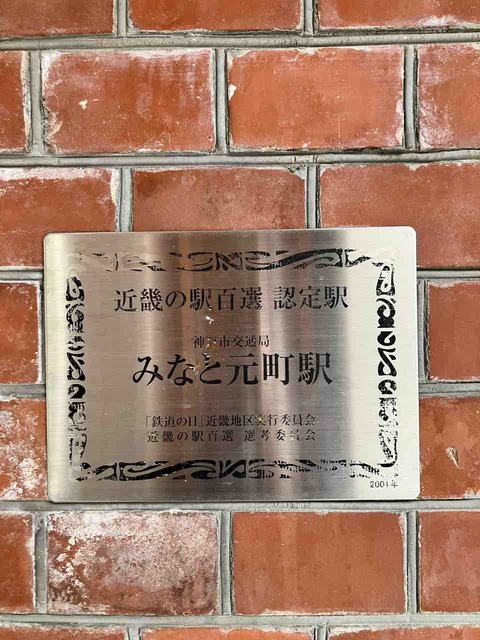 近畿の駅百選 認定駅
神戸市交通局
みなと元町駅
「鉄道の日」近畿地区実行委員会
近畿の駅百選 選考委員会
2001年